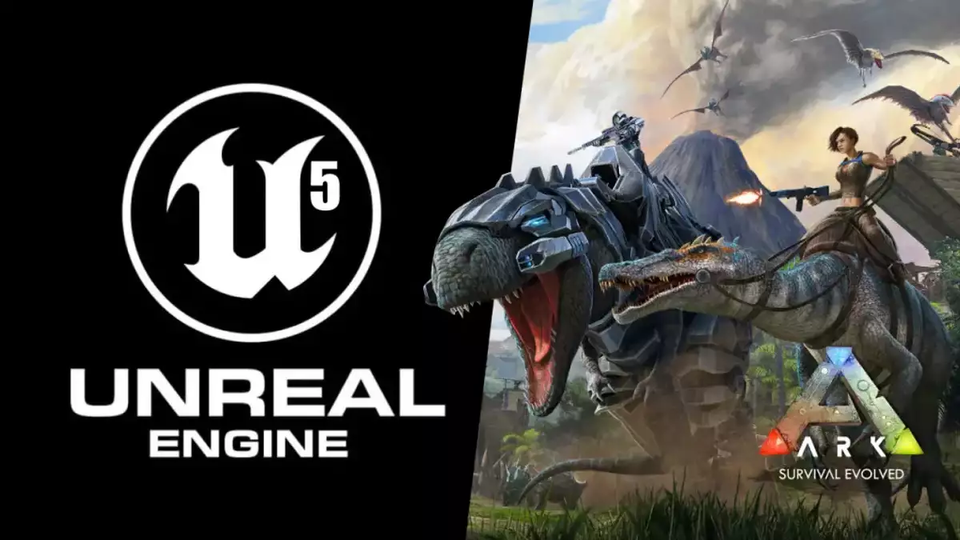 U5
UNREAL
ENGINE
ARK
SURVIVAL EVOLVED